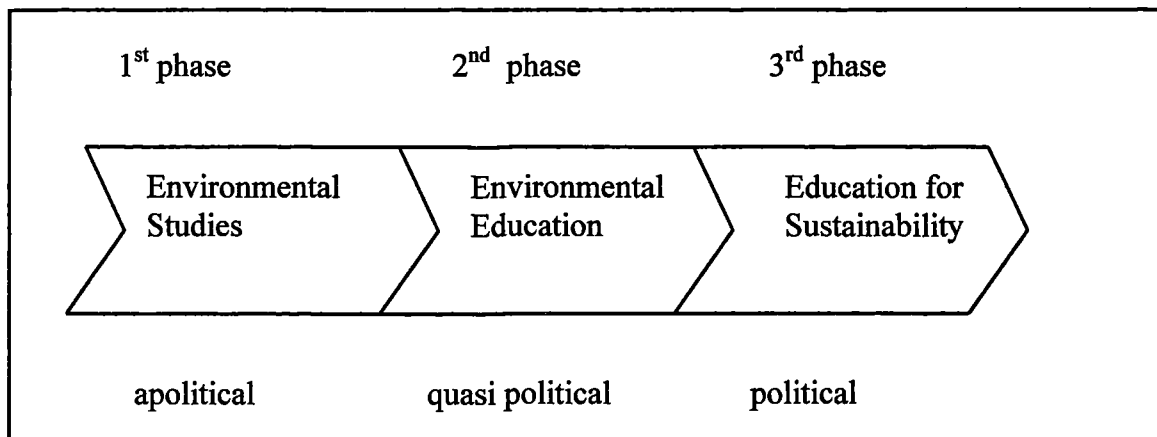 1st phase 2nd phase 3rd phase
Environmental Studies
Environmental Education
Education for Sustainability
apolitical quasi political political